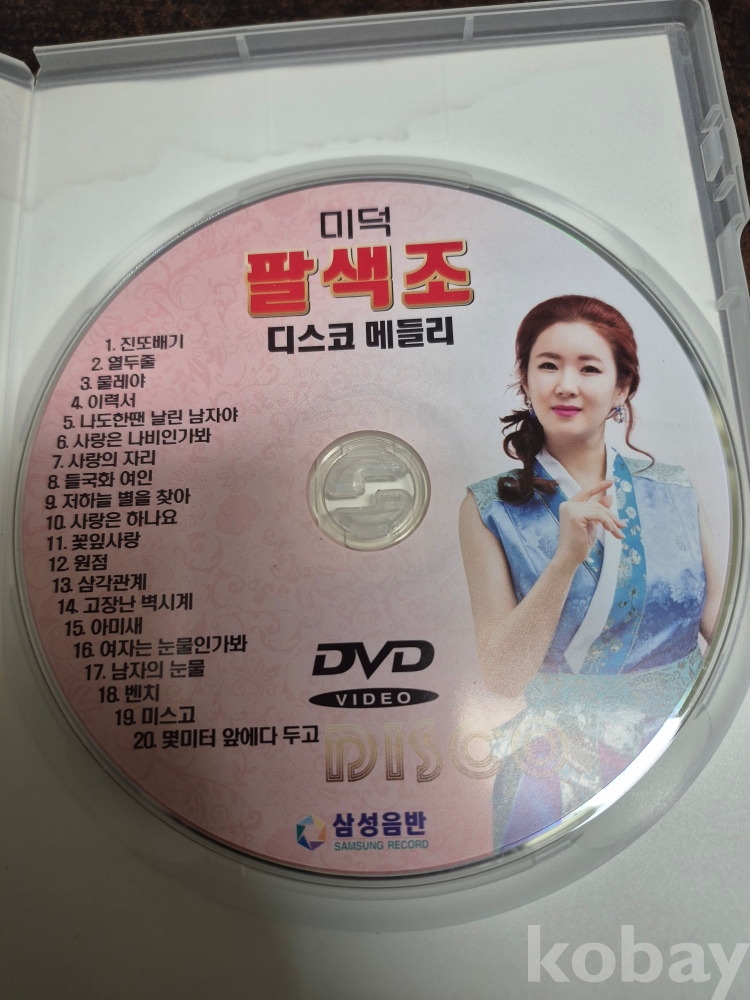 미덕
팔색조
디스코 메들리
1. 진또배기
2. 열두줄
3. 물레야
4. 이력서
5. 나도한땐 날린 남자야
6. 사랑은 나비인가봐
7. 사랑의 자리
8. 들국화 여인
9. 저하늘 별을 찾아
10. 사랑은 하나요
11. 꽃잎사랑
12. 원점
13. 삼각관계
14. 고장난 벽시계
15. 아미새
16. 여자는 눈물인가봐
17. 남자의 눈물
18. 벤치
19. 미스고
20. 몇미터 앞에다 두고
DVD
VIDEO
DISCO
삼성음반
SAMSUNG RECORD
kobay